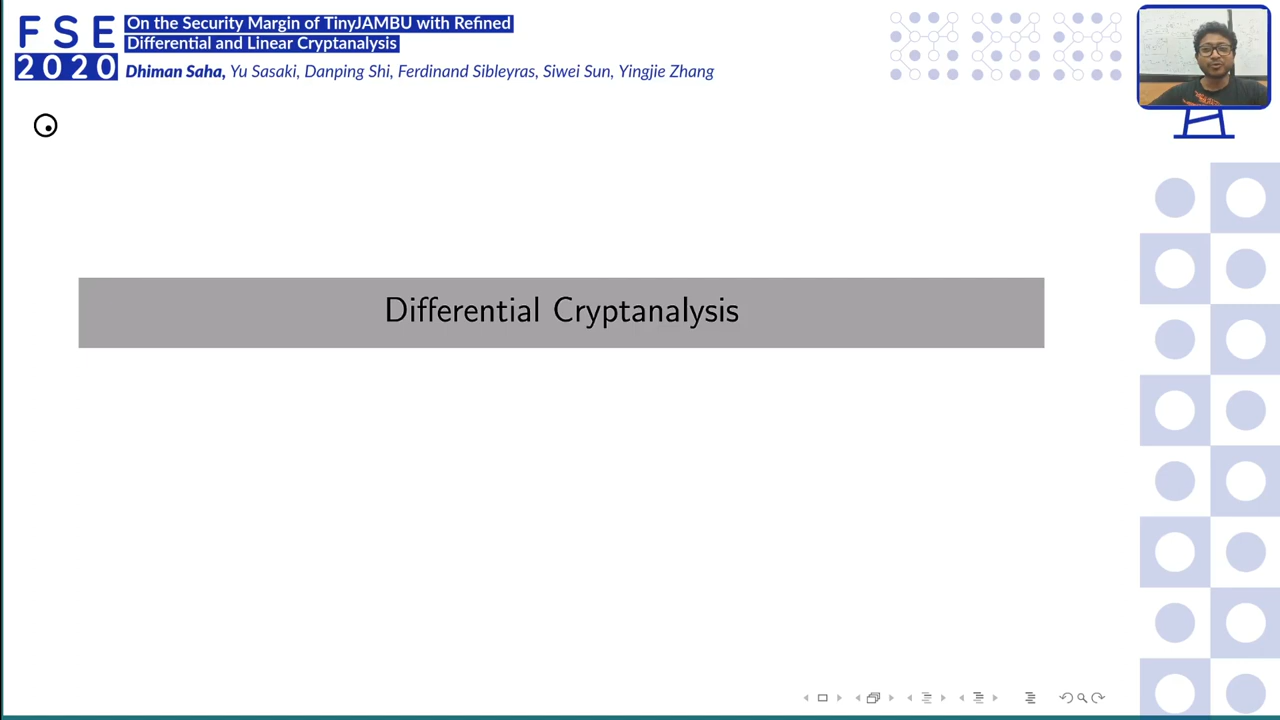 FSE
2020
On the Security Margin of TinyJAMBU with Refined
Differential and Linear Cryptanalysis
Dhiman Saha, Yu Sasaki, Danping Shi, Ferdinand Sibleyras, Siwei Sun, Yingjie Zhang
Differential Cryptanalysis